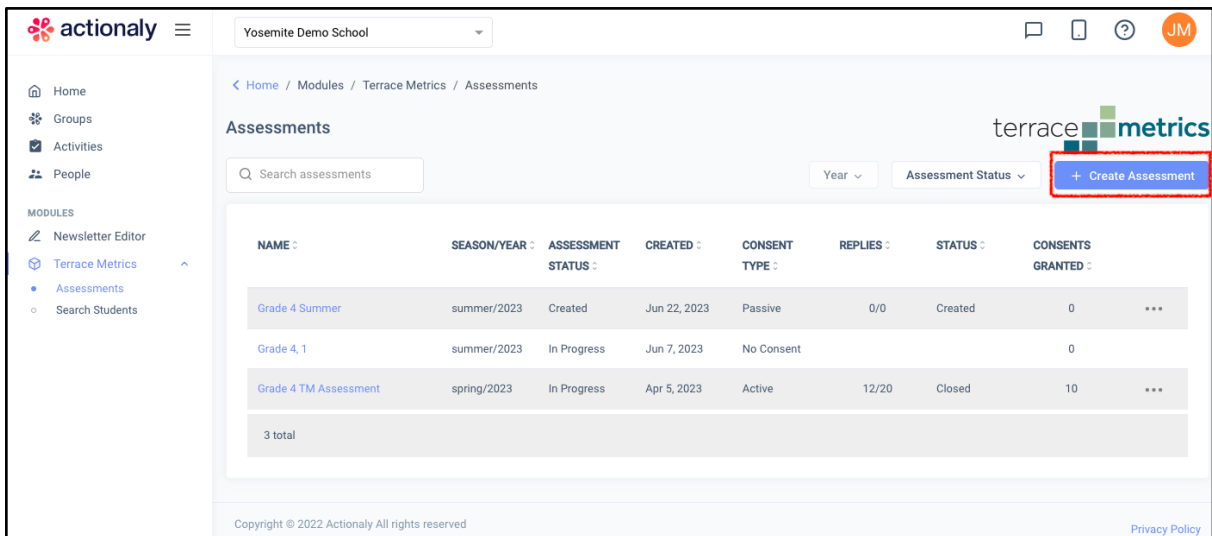 actionaly
Yosemite Demo School
JM
Home
Groups
Activities
People
MODULES
Newsletter Editor
Terrace Metrics
Assessments
Search Students
Home / Modules / Terrace Metrics / Assessments
Assessments
terrace metrics
Search assessments
Year
Assessment Status
+ Create Assessment
NAME SEASON/YEAR ASSESSMENT STATUS CREATED CONSENT TYPE REPLIES STATUS CONSENTS GRANTED
Grade 4 Summer summer/2023 Created Jun 22, 2023 Passive 0/0 Created 0
Grade 4, 1 summer/2023 In Progress Jun 7, 2023 No Consent 0
Grade 4 TM Assessment spring/2023 In Progress Apr 5, 2023 Active 12/20 Closed 10
3 total
Copyright © 2022 Actionaly All rights reserved
Privacy Policy